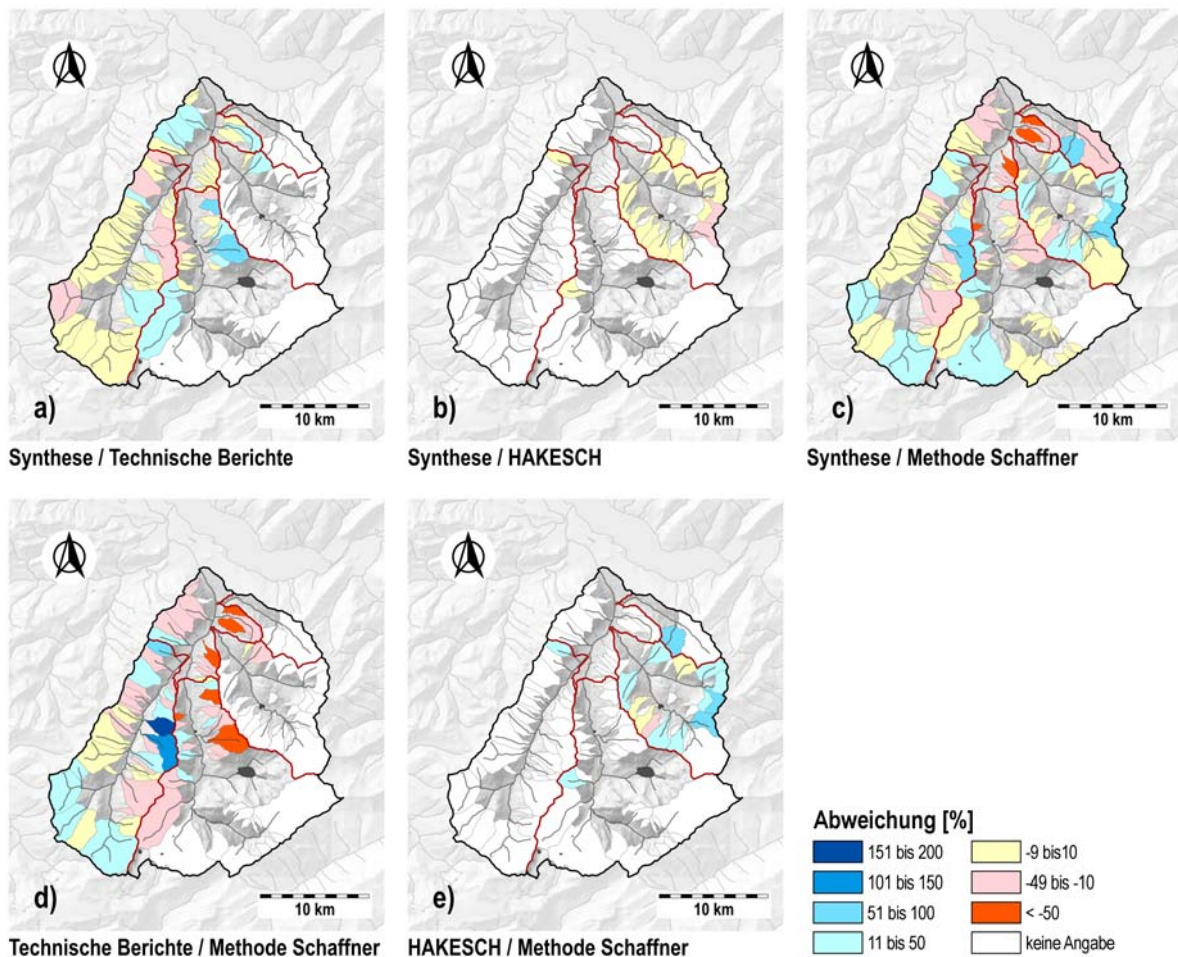 a)
10 km
Synthese / Technische Berichte
b)
10 km
Synthese / HAKESCH
c)
10 km
Synthese / Methode Schaffner
d)
10 km
Technische Berichte / Methode Schaffner
e)
10 km
HAKESCH / Methode Schaffner
Abweichung [%]
151 bis 200
101 bis 150
51 bis 100
11 bis 50
-9 bis10
-49 bis -10
< -50
keine Angabe